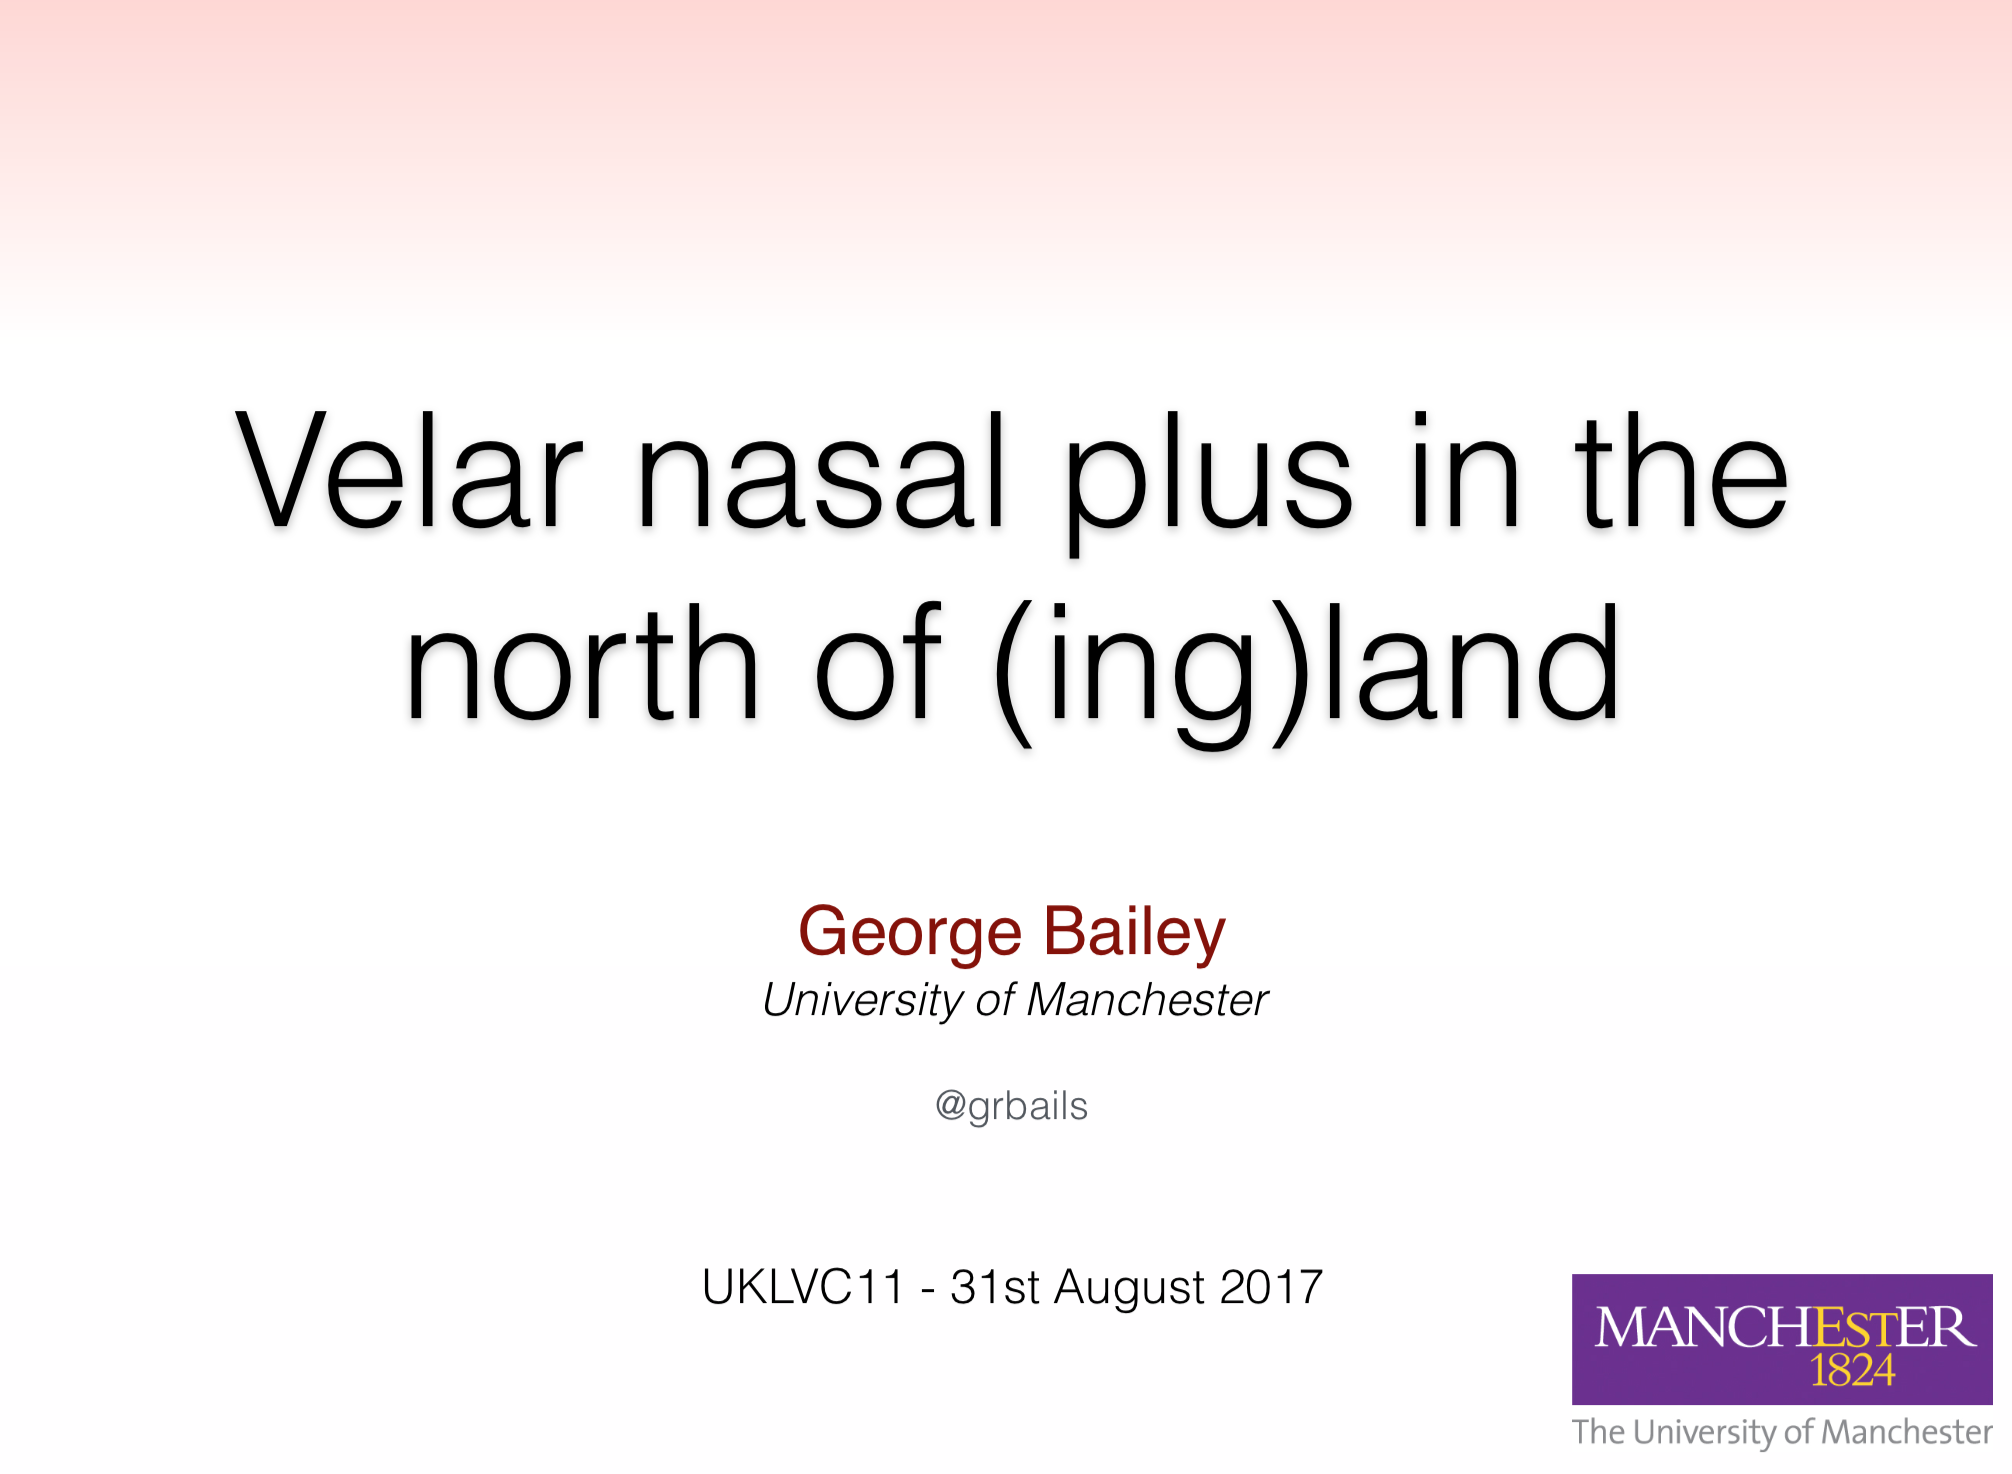 Velar nasal plus in the
north of (ing)land
George Bailey
University of Manchester
@grbails
UKLVC11 - 31st August 2017
MANCHESTER
1824
The University of Manchester